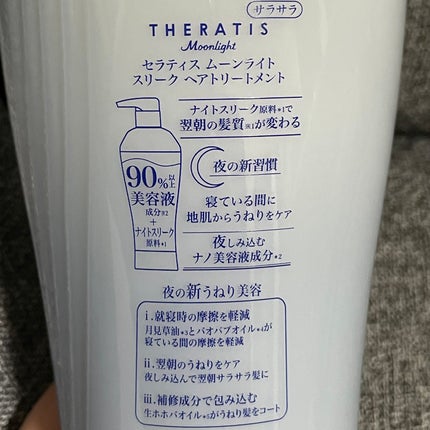 サラサラ
THERATIS
Moonlight
セラティス ムーンライト
スリーク ヘアトリートメント
ナイトスリーク原料※1で
翌朝の髪質※1が変わる
90%以上
美容液
成分※2
+
ナイトスリーク
原料※1
夜の新習慣
寝ている間に
地肌からうねりをケア
夜しみ込む
ナノ美容液成分※2
夜の新うねり美容
i. 就寝時の摩擦を軽減
月見草油※3とバオバブオイル※4が
寝ている間の摩擦を軽減
ii. 翌朝のうねりをケア
夜しみ込んで翌朝サラサラ髪に
iii. 補修成分で包み込む
生ホホバオイル※5がうねり髪をコート